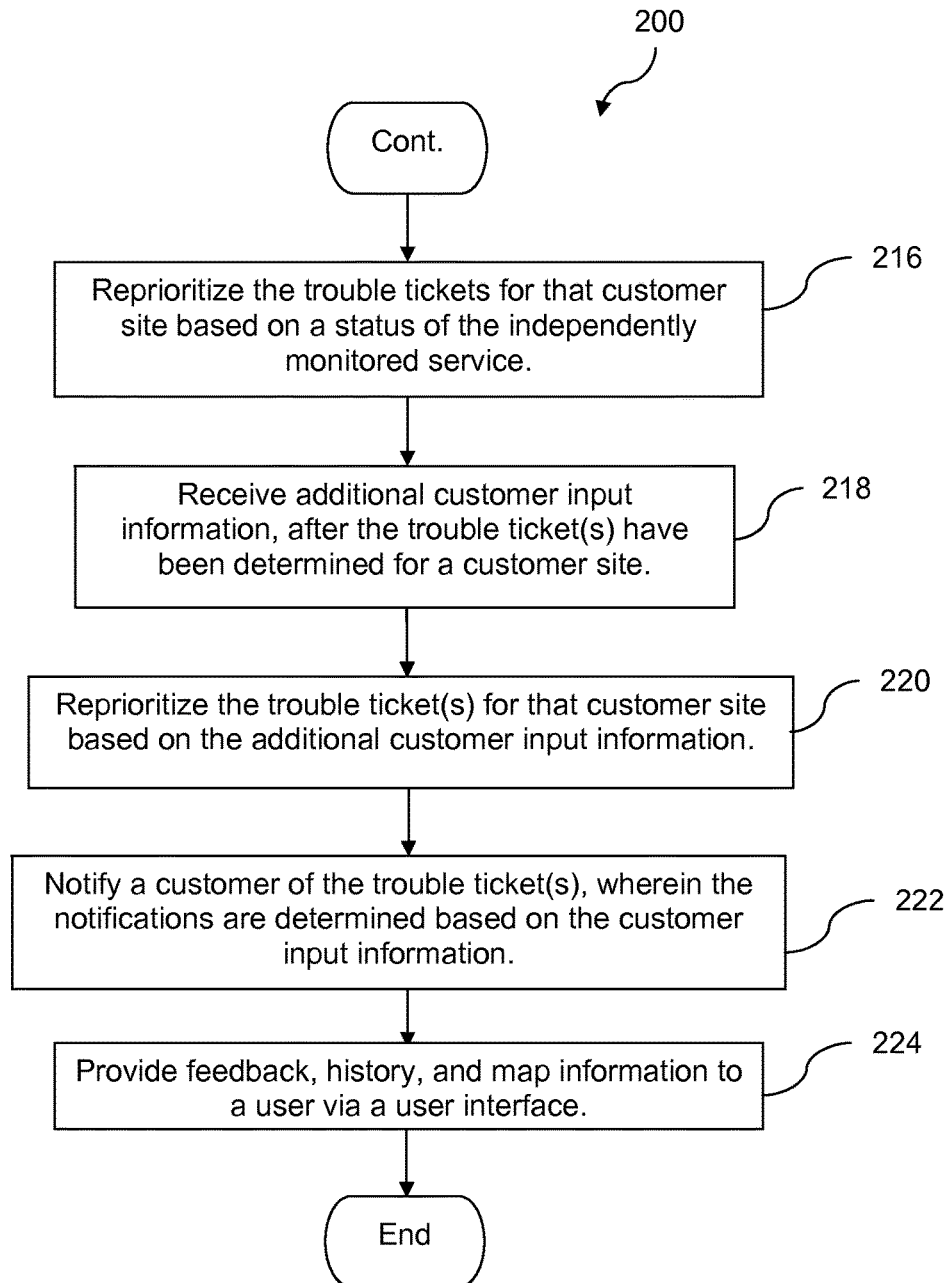 200
Cont.
Reprioritize the trouble tickets for that customer
site based on a status of the independently
monitored service.
216
Receive additional customer input
information, after the trouble ticket(s) have
been determined for a customer site.
218
Reprioritize the trouble ticket(s) for that customer site
based on the additional customer input information.
220
Notify a customer of the trouble ticket(s), wherein the
notifications are determined based on the customer
input information.
222
Provide feedback, history, and map information to
a user via a user interface.
224
End